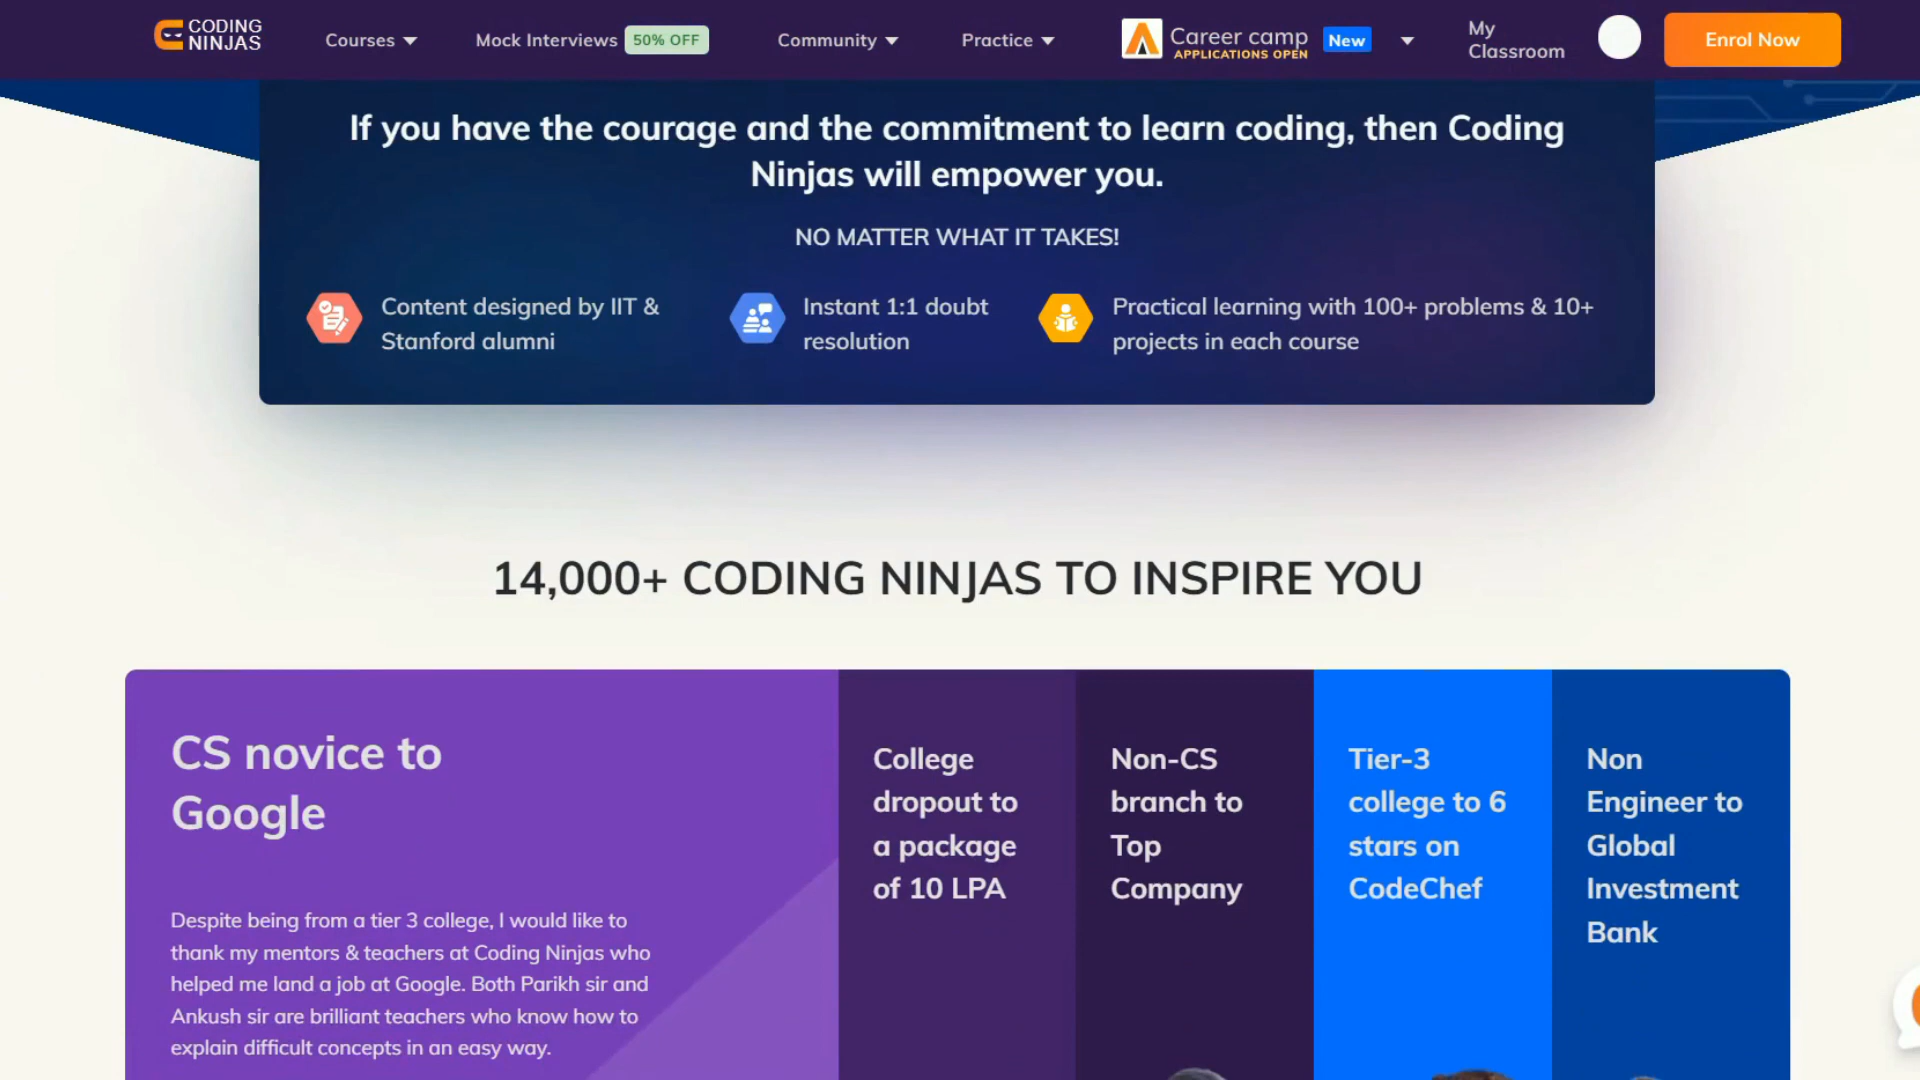 CODING
NINJAS
Courses
Mock Interviews 50% OFF
Community
Practice
Career camp
APPLICATIONS OPEN
New
My
Classroom
Enrol Now
If you have the courage and the commitment to learn coding, then Coding
Ninjas will empower you.
NO MATTER WHAT IT TAKES!
Content designed by IIT &
Stanford alumni
Instant 1:1 doubt
resolution
Practical learning with 100+ problems & 10+
projects in each course
14,000+ CODING NINJAS TO INSPIRE YOU
CS novice to
Google
Despite being from a tier 3 college, I would like to
thank my mentors & teachers at Coding Ninjas who
helped me land a job at Google. Both Parikh sir and
Ankush sir are brilliant teachers who know how to
explain difficult concepts in an easy way.
College
dropout to
a package
of 10 LPA
Non-CS
branch to
Top
Company
Tier-3
college to 6
stars on
CodeChef
Non
Engineer to
Global
Investment
Bank